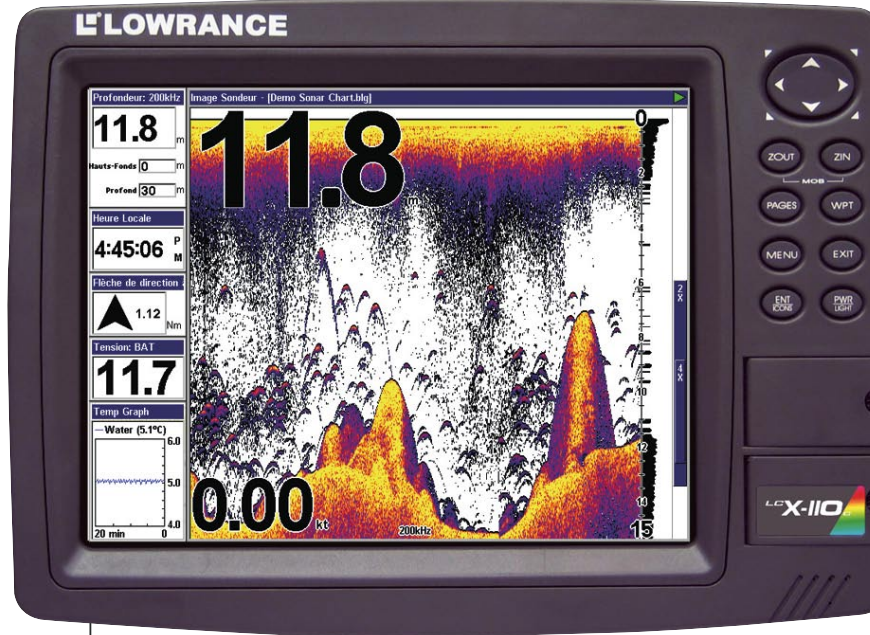 LOWRANCE
Profondeur: 200kHz
11.8 m
Hauts-Fonds 0 m
Profond 30 m
Heure Locale
4:45:06 PM
Flèche de direction
1.12 Nm
Tension: BAT
11.7
Temp Graph
Water (5.1ºC)
6.0
5.0
4.0
20 min 0
Image Sondeur - [Demo Sonar Chart.blg]
11.8 m
0
2
4
6
8
10
12
14
15
2X
4X
0.00 kt
200kHz
ZOUT ZIN
MOB
PAGES WPT
MENU EXIT
ENT PWR
ICONS LIGHT
LCX-110